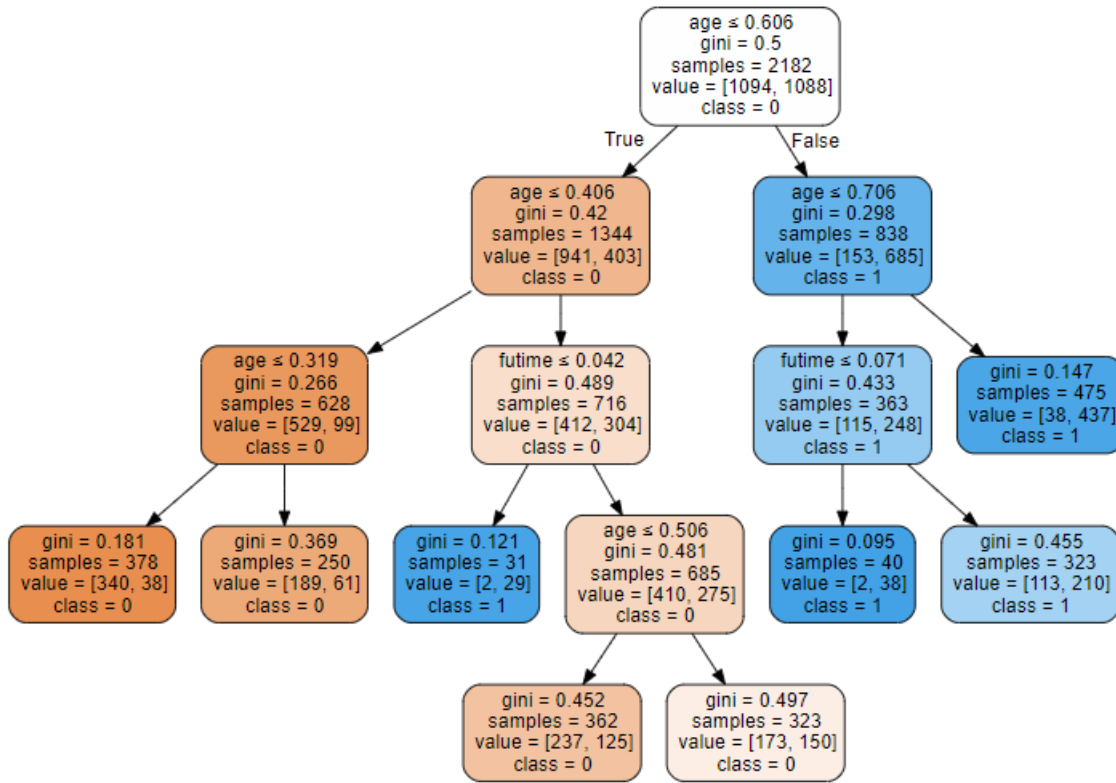 age ≤ 0.606
gini = 0.5
samples = 2182
value = [1094, 1088]
class = 0
True
False
age ≤ 0.406
gini = 0.42
samples = 1344
value = [941, 403]
class = 0
age ≤ 0.706
gini = 0.298
samples = 838
value = [153, 685]
class = 1
age ≤ 0.319
gini = 0.266
samples = 628
value = [529, 99]
class = 0
futime ≤ 0.042
gini = 0.489
samples = 716
value = [412, 304]
class = 0
futime ≤ 0.071
gini = 0.433
samples = 363
value = [115, 248]
class = 1
gini = 0.147
samples = 475
value = [38, 437]
class = 1
gini = 0.181
samples = 378
value = [340, 38]
class = 0
gini = 0.369
samples = 250
value = [189, 61]
class = 0
gini = 0.121
samples = 31
value = [2, 29]
class = 1
age ≤ 0.506
gini = 0.481
samples = 685
value = [410, 275]
class = 0
gini = 0.095
samples = 40
value = [2, 38]
class = 1
gini = 0.455
samples = 323
value = [113, 210]
class = 1
gini = 0.452
samples = 362
value = [237, 125]
class = 0
gini = 0.497
samples = 323
value = [173, 150]
class = 0